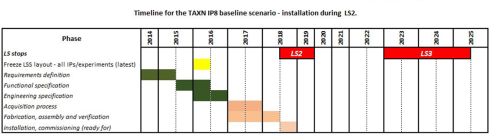 Timeline for the TAXN IP8 baseline scenario - installation during LS2.
Phase 2014 2015 2016 2017 2018 2019 2020 2021 2022 2023 2024 2025
LS stops LS2 LS3
Freeze LSS layout - all IPs/experiments (latest)
Requirements definition
Functional specification
Engineering specification
Acquisition process
Fabrication, assembly and verification
Installation, commissioning (ready for)